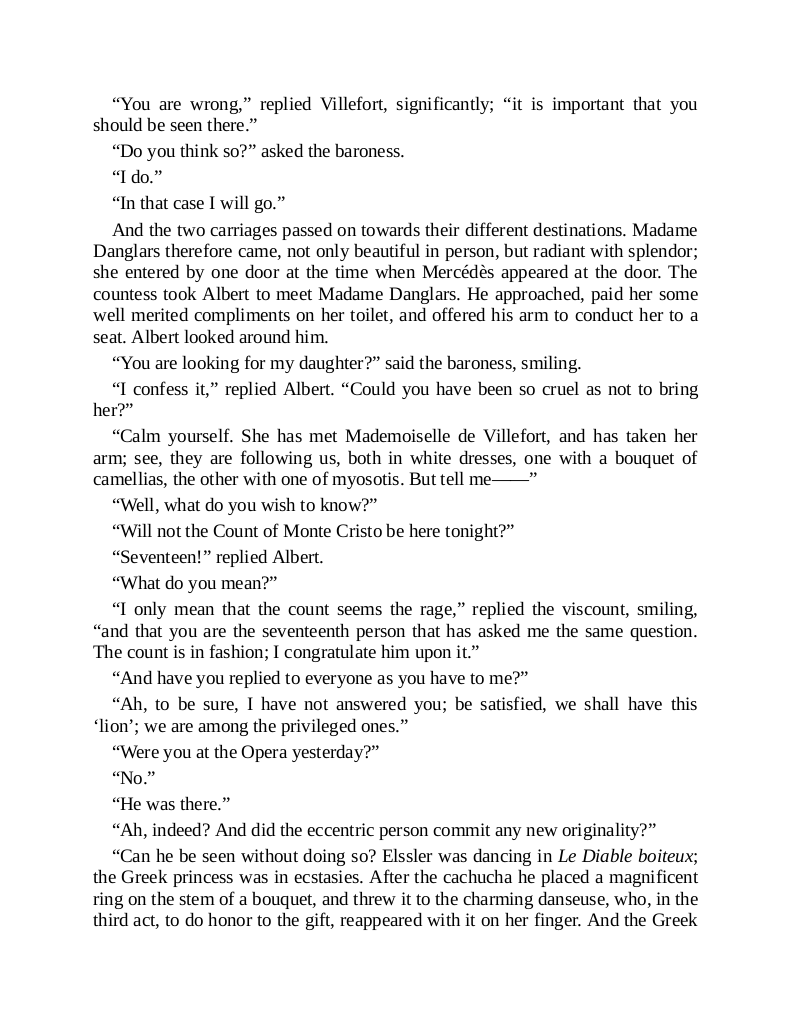 “You are wrong,” replied Villefort, significantly; “it is important that you
should be seen there.”
“Do you think so?” asked the baroness.
“I do.”
“In that case I will go.”
And the two carriages passed on towards their different destinations. Madame
Danglars therefore came, not only beautiful in person, but radiant with splendor;
she entered by one door at the time when Mercédès appeared at the door. The
countess took Albert to meet Madame Danglars. He approached, paid her some
well merited compliments on her toilet, and offered his arm to conduct her to a
seat. Albert looked around him.
“You are looking for my daughter?” said the baroness, smiling.
“I confess it,” replied Albert. “Could you have been so cruel as not to bring
her?”
“Calm yourself. She has met Mademoiselle de Villefort, and has taken her
arm; see, they are following us, both in white dresses, one with a bouquet of
camellias, the other with one of myosotis. But tell me——”
“Well, what do you wish to know?”
“Will not the Count of Monte Cristo be here tonight?”
“Seventeen!” replied Albert.
“What do you mean?”
“I only mean that the count seems the rage,” replied the viscount, smiling,
“and that you are the seventeenth person that has asked me the same question.
The count is in fashion; I congratulate him upon it.”
“And have you replied to everyone as you have to me?”
“Ah, to be sure, I have not answered you; be satisfied, we shall have this
‘lion’; we are among the privileged ones.”
“Were you at the Opera yesterday?”
“No.”
“He was there.”
“Ah, indeed? And did the eccentric person commit any new originality?”
“Can he be seen without doing so? Elssler was dancing in Le Diable boiteux;
the Greek princess was in ecstasies. After the cachucha he placed a magnificent
ring on the stem of a bouquet, and threw it to the charming danseuse, who, in the
third act, to do honor to the gift, reappeared with it on her finger. And the Greek